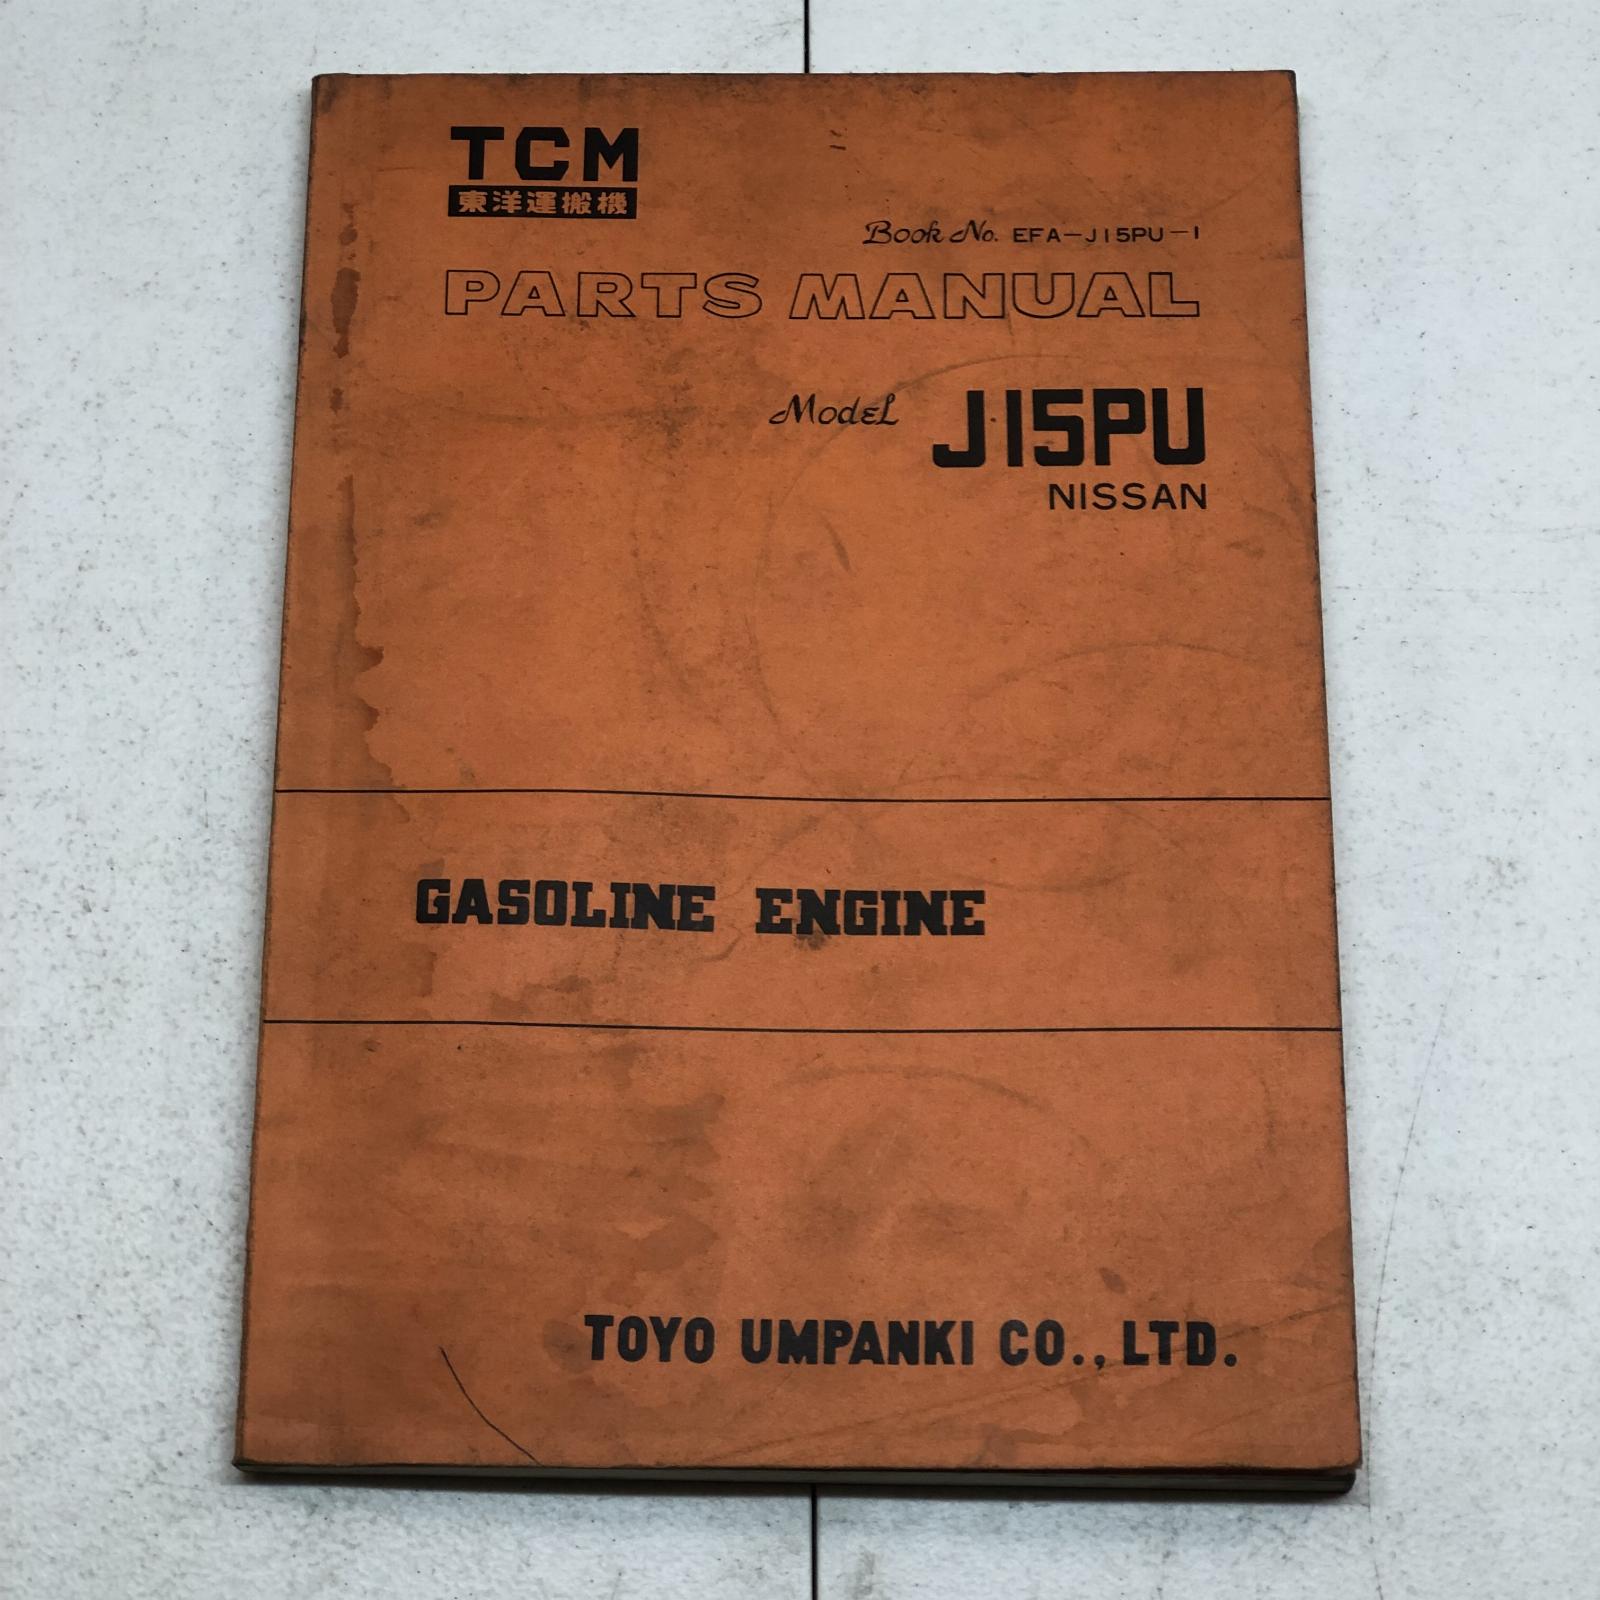 TCM
東洋運搬機
Book No. EFA-J15PU-1
PARTS MANUAL
Model J15PU
NISSAN
GASOLINE ENGINE
TOYO UMPANKI CO., LTD.